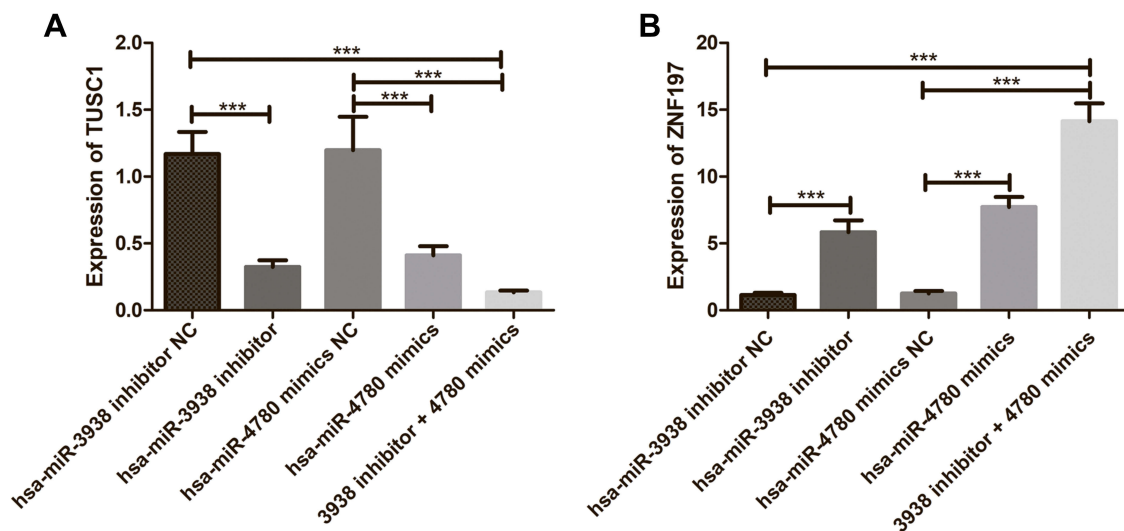 A
Expression of TUSC1
2.0
1.5
1.0
0.5
0.0
***
***
***
***
hsa-miR-3938 inhibitor NC
hsa-miR-3938 inhibitor
hsa-miR-4780 mimics NC
hsa-miR-4780 mimics
3938 inhibitor + 4780 mimics
B
Expression of ZNF197
20
15
10
5
0
***
***
***
***
hsa-miR-3938 inhibitor NC
hsa-miR-3938 inhibitor
hsa-miR-4780 mimics NC
hsa-miR-4780 mimics
3938 inhibitor + 4780 mimics